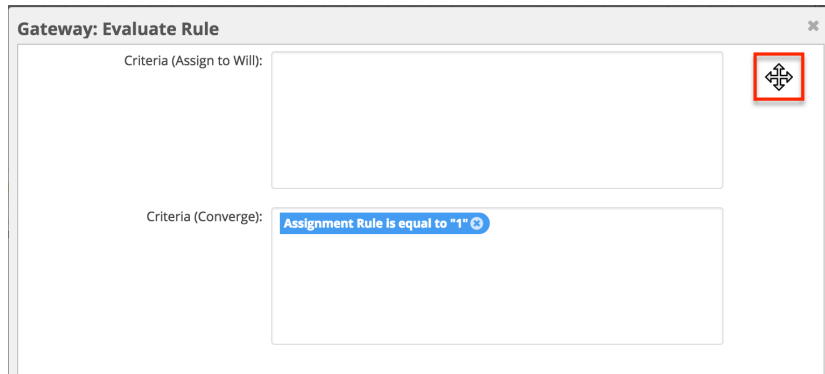 Gateway: Evaluate Rule
Criteria (Assign to Will):
Criteria (Converge):
Assignment Rule is equal to "1"